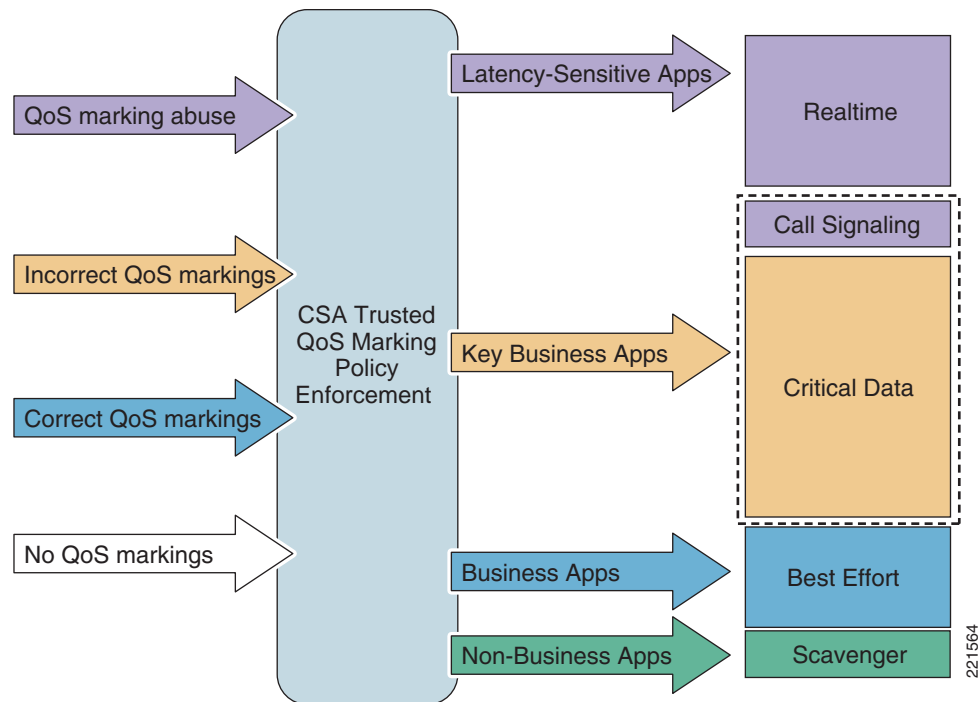 QoS marking abuse
Incorrect QoS markings
Correct QoS markings
No QoS markings
CSA Trusted
QoS Marking
Policy
Enforcement
Latency-Sensitive Apps
Key Business Apps
Business Apps
Non-Business Apps
Realtime
Call Signaling
Critical Data
Best Effort
Scavenger
221564